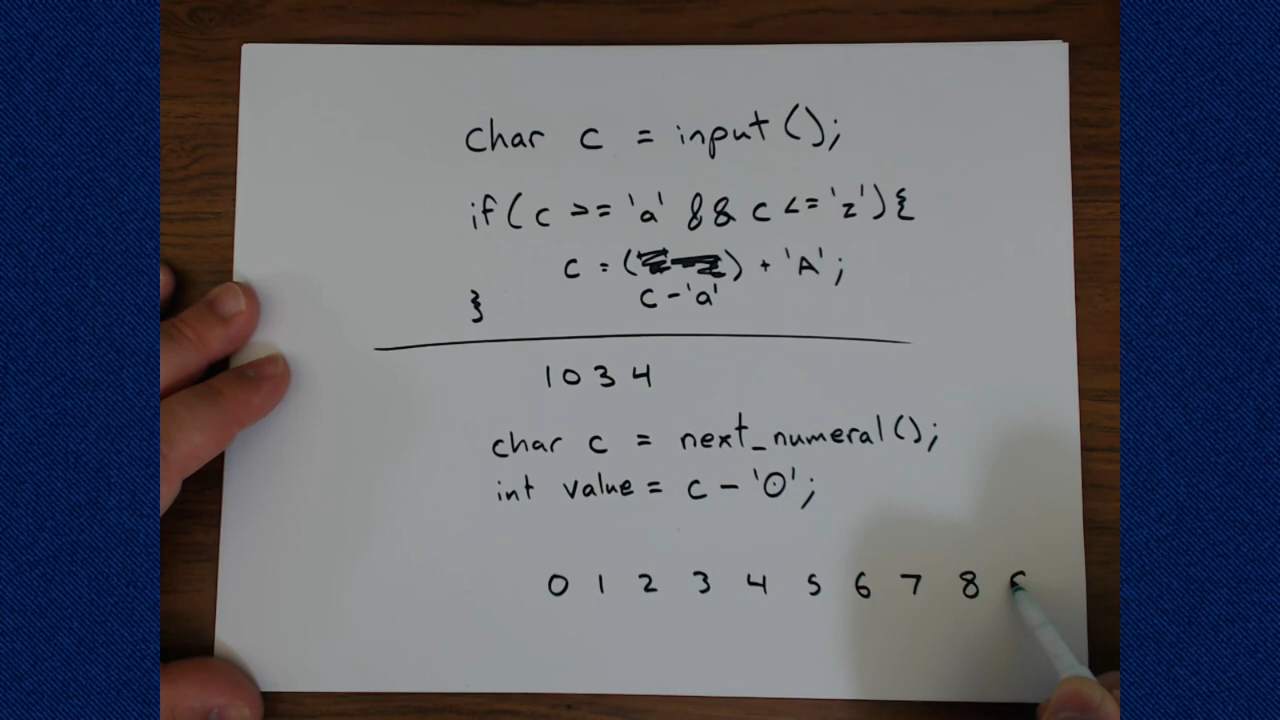 char c = input();
if( c >= 'a' && c <= 'z'){
c = ( ) + 'A';
c - 'a'
}
1034
char c = next_numeral();
int value = c - '0';
0 1 2 3 4 5 6 7 8